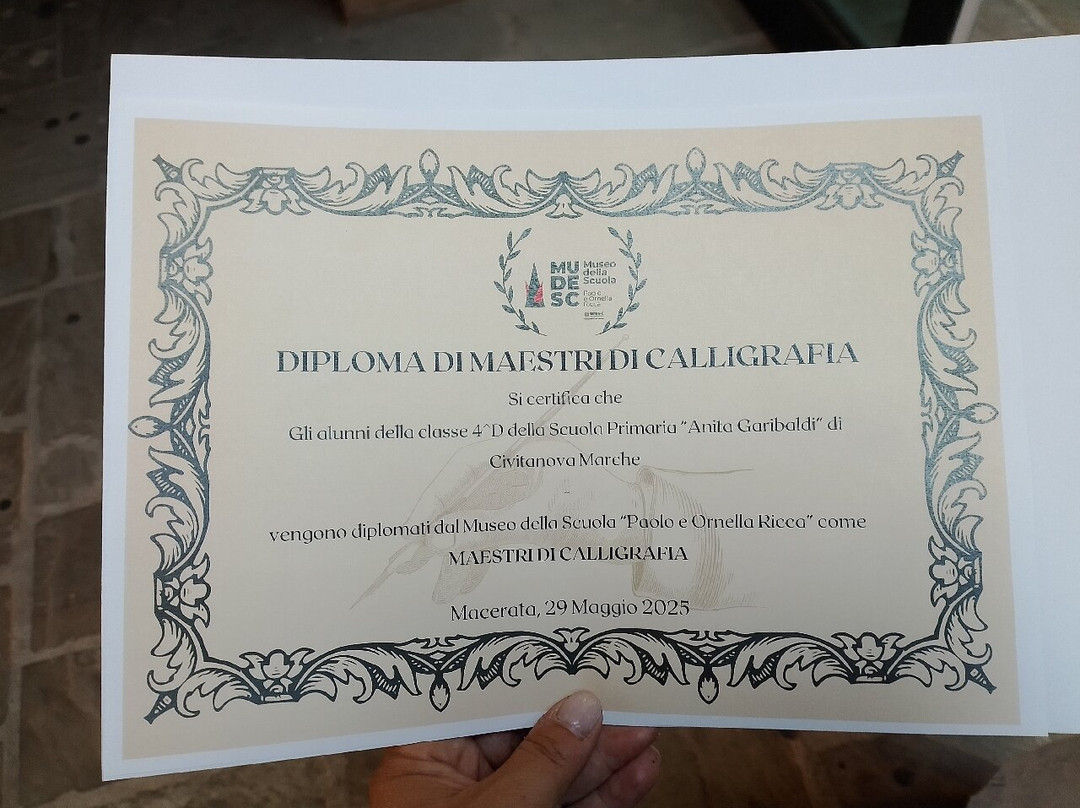 MU
DE
SC
Museo
della
Scuola
Paolo
e Ornella
Ricca
DIPLOMA DI MAESTRI DI CALLIGRAFIA
Si certifica che
Gli alunni della classe 4^D della Scuola Primaria "Anita Garibaldi" di
Civitanova Marche
-
vengono diplomati dal Museo della Scuola "Paolo e Ornella Ricca" come
MAESTRI DI CALLIGRAFIA
Macerata, 29 Maggio 2025